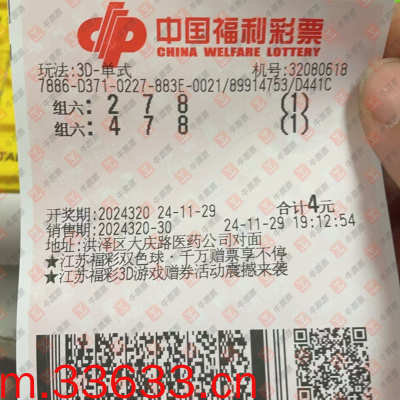 中国福利彩票
CHINA WELFARE LOTTERY
玩法:3D-单式 机号:32080618
7886-D371-0227-883E-0021/89914753/D441C
组六: 2 7 8 (1)
组六: 4 7 8 (1)
开奖期:2024320 24-11-29 合计4元
销售期:2024320-30 24-11-29 19:12:54
地址:洪泽区大庆路医药公司对面
★江苏福彩双色球·千万赠票享不停
★江苏福彩3D游戏赠券活动震撼来袭
m.33633.cn